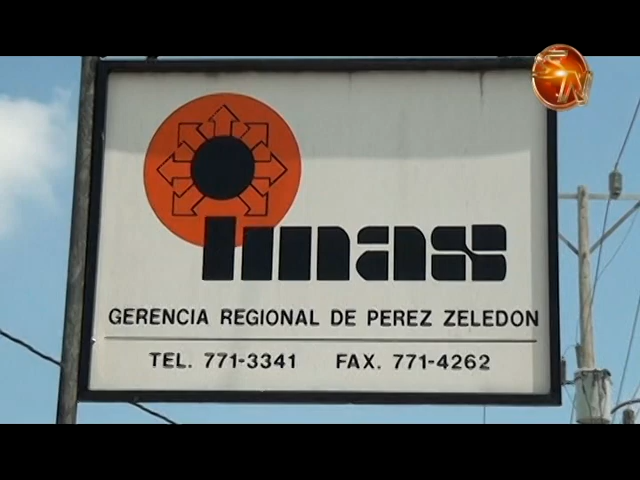 imas
GERENCIA REGIONAL DE PEREZ ZELEDON
TEL. 771-3341 FAX. 771-4262